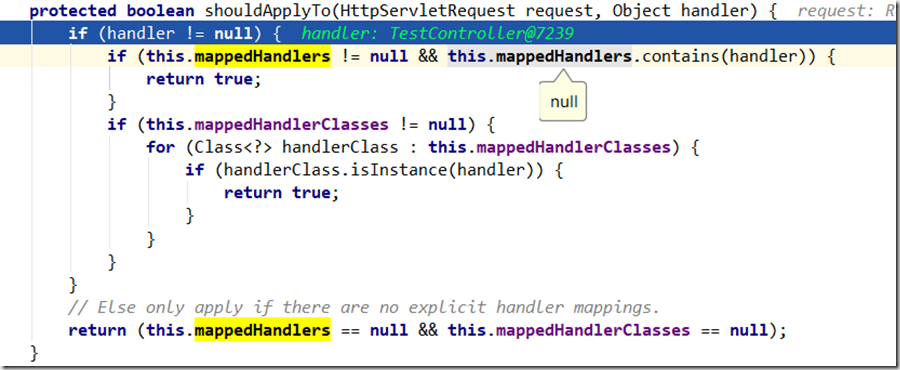 protected boolean shouldApplyTo(HttpServletRequest request, Object handler) {  request: R
if (handler != null) {  handler: TestController@7239
if (this.mappedHandlers != null && this.mappedHandlers.contains(handler)) {
return true;
null
}
if (this.mappedHandlerClasses != null) {
for (Class<?> handlerClass : this.mappedHandlerClasses) {
if (handlerClass.isInstance(handler)) {
return true;
}
}
}
}
// Else only apply if there are no explicit handler mappings.
return (this.mappedHandlers == null && this.mappedHandlerClasses == null);
}